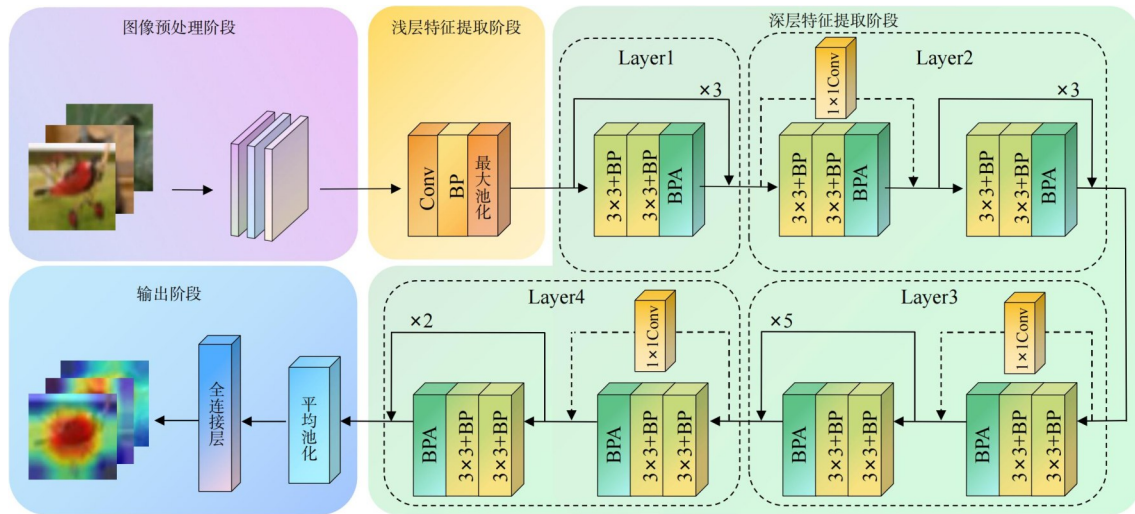 图像预处理阶段
浅层特征提取阶段
Conv
BP
最大池化
深层特征提取阶段
Layer1
×3
3×3+BP
3×3+BP
BPA
Layer2
1×1Conv
3×3+BP
3×3+BP
BPA
×3
3×3+BP
3×3+BP
BPA
Layer3
1×1Conv
3×3+BP
3×3+BP
BPA
×5
3×3+BP
3×3+BP
BPA
Layer4
1×1Conv
3×3+BP
3×3+BP
BPA
×2
3×3+BP
3×3+BP
BPA
输出阶段
平均池化
全连接层